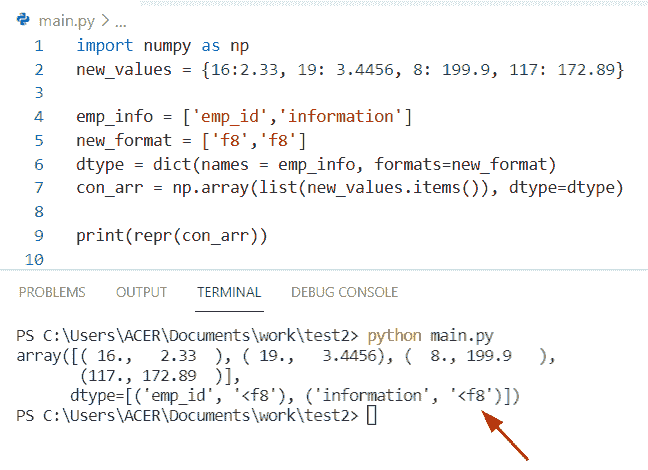 main.py > ...
1 import numpy as np
2 new_values = {16:2.33, 19: 3.4456, 8: 199.9, 117: 172.89}
3
4 emp_info = ['emp_id','information']
5 new_format = ['f8','f8']
6 dtype = dict(names = emp_info, formats=new_format)
7 con_arr = np.array(list(new_values.items()), dtype=dtype)
8
9 print(repr(con_arr))
10
PROBLEMS OUTPUT TERMINAL DEBUG CONSOLE
PS C:\Users\ACER\Documents\work\test2> python main.py
array([( 16.,   2.33  ), ( 19.,   3.4456), (  8., 199.9   ),
       (117., 172.89  )],
      dtype=[('emp_id', '<f8'), ('information', '<f8')])
PS C:\Users\ACER\Documents\work\test2>